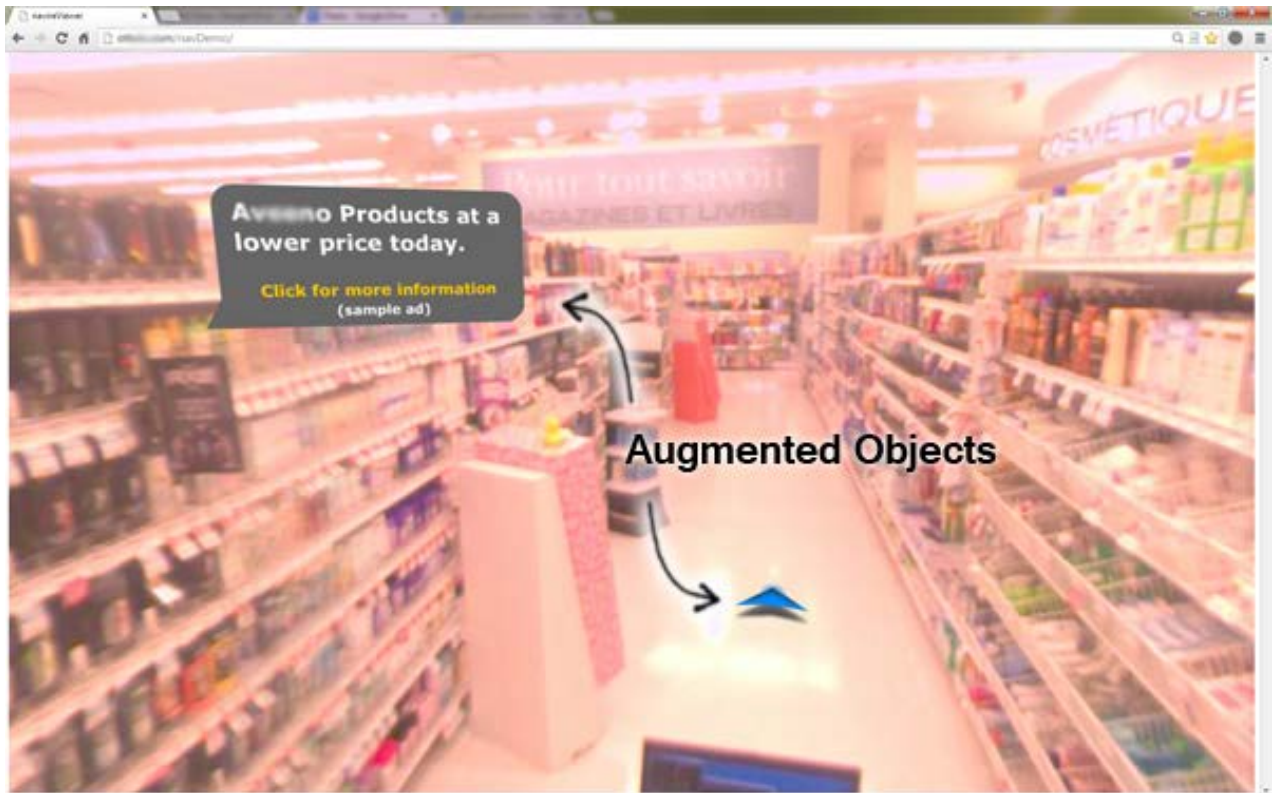 COSMÉTIQUE
Pour tout savoir
MAGAZINES ET LIVRES
Products at a
lower price today.
Click for more information
(sample ad)
Augmented Objects